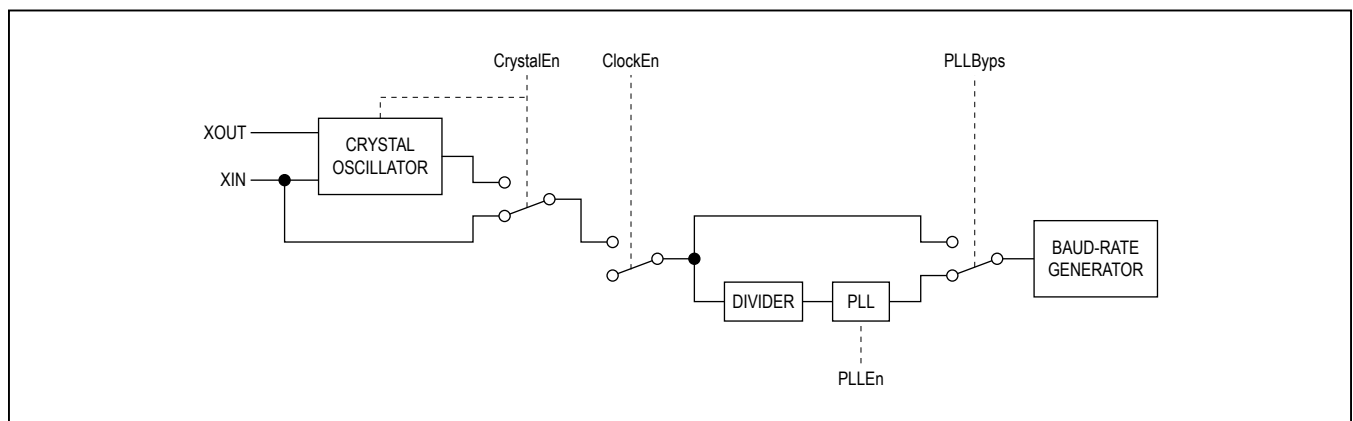 CrystalEn
ClockEn
PLLByps
XOUT
XIN
CRYSTAL
OSCILLATOR
BAUD-RATE
GENERATOR
DIVIDER
PLL
PLLEn